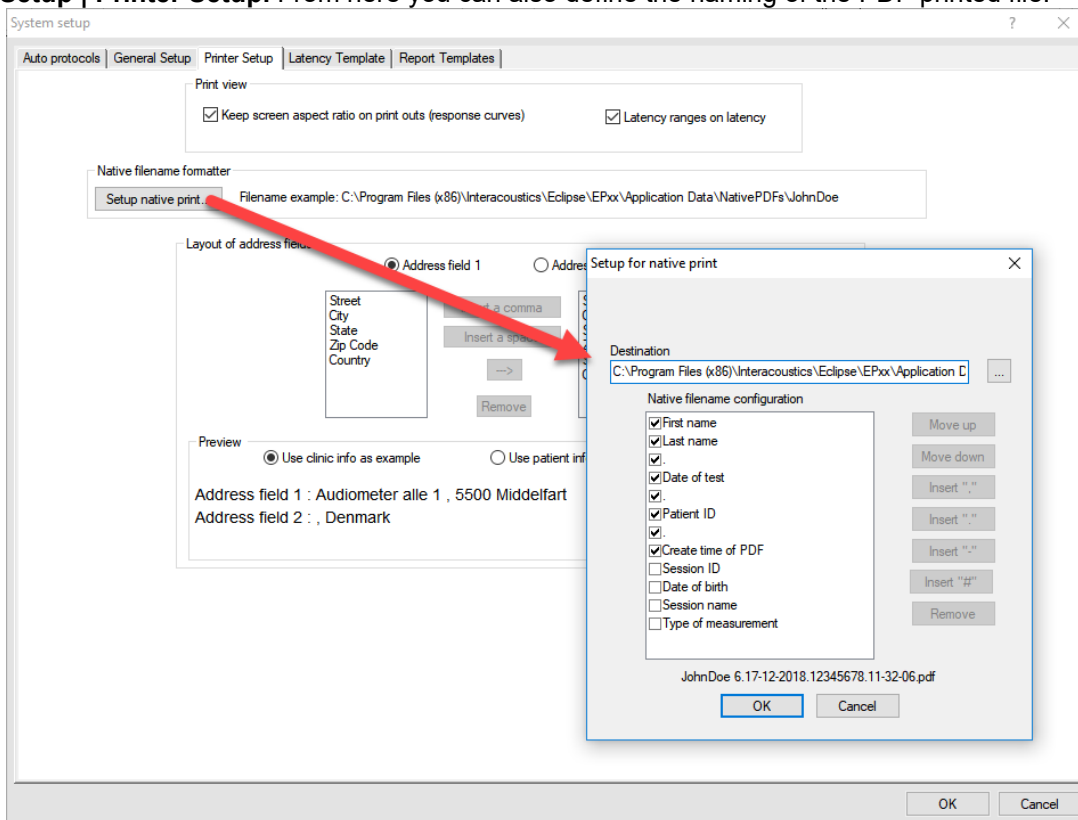 Setup | Printer Setup. From here you can also define the naming of the PDF printed file.
System setup ?
Auto protocols General Setup Printer Setup Latency Template Report Templates
Print view
Keep screen aspect ratio on print outs (response curves) Latency ranges on latency
Native filename formatter
Setup native print... Filename example: C:\Program Files (x86)\Interacoustics\Eclipse\EPxx\Application Data\NativePDFs\JohnDoe
Layout of address fields
Address field 1
Street
City
State
Zip Code
Country
a comma
Insert a
-->
Remove
Preview
Use clinic info as example Use patient inf
Address field 1 : Audiometer alle 1 , 5500 Middelfart
Address field 2 : , Denmark
Setup for native print
Destination
C:\Program Files (x86)\Interacoustics\Eclipse\EPxx\Application D ...
Native filename configuration
First name
Last name
.
Date of test
.
Patient ID
.
Create time of PDF
Session ID
Date of birth
Session name
Type of measurement
Move up
Move down
Insert ","
Insert "."
Insert "-"
Insert "#"
Remove
JohnDoe 6.17-12-2018.12345678.11-32-06.pdf
OK Cancel
OK Cancel